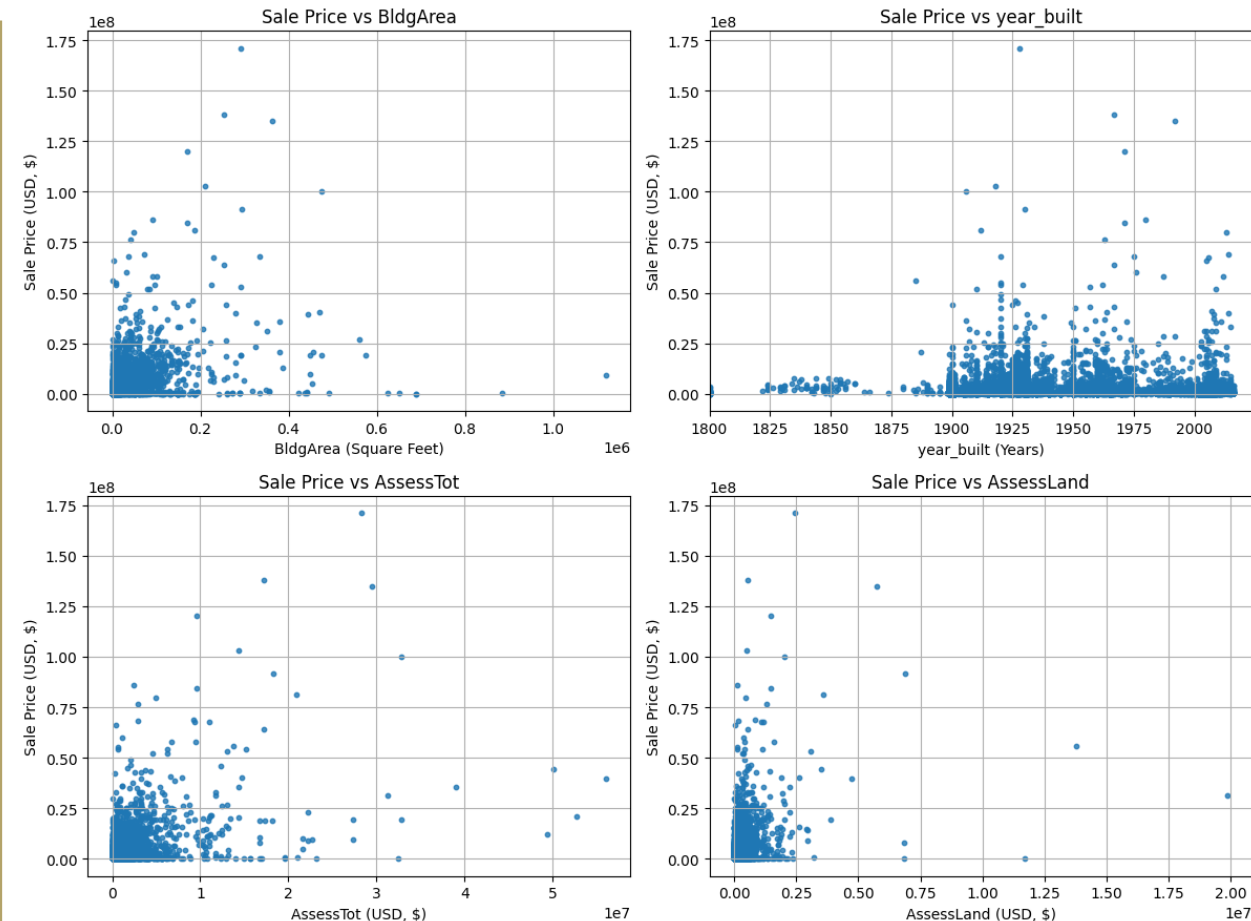 Sale Price vs BldgArea
1e8
1.75
1.50
1.25
1.00
0.75
0.50
0.25
0.00
Sale Price (USD, $)
0.0 0.2 0.4 0.6 0.8 1.0
BldgArea (Square Feet)
1e6
Sale Price vs year_built
1e8
1.75
1.50
1.25
1.00
0.75
0.50
0.25
0.00
Sale Price (USD, $)
1800 1825 1850 1875 1900 1925 1950 1975 2000
year_built (Years)
Sale Price vs AssessTot
1e8
1.75
1.50
1.25
1.00
0.75
0.50
0.25
0.00
Sale Price (USD, $)
0 1 2 3 4 5
AssessTot (USD, $)
1e7
Sale Price vs AssessLand
1e8
1.75
1.50
1.25
1.00
0.75
0.50
0.25
0.00
Sale Price (USD, $)
0.00 0.25 0.50 0.75 1.00 1.25 1.50 1.75 2.00
AssessLand (USD, $)
1e7